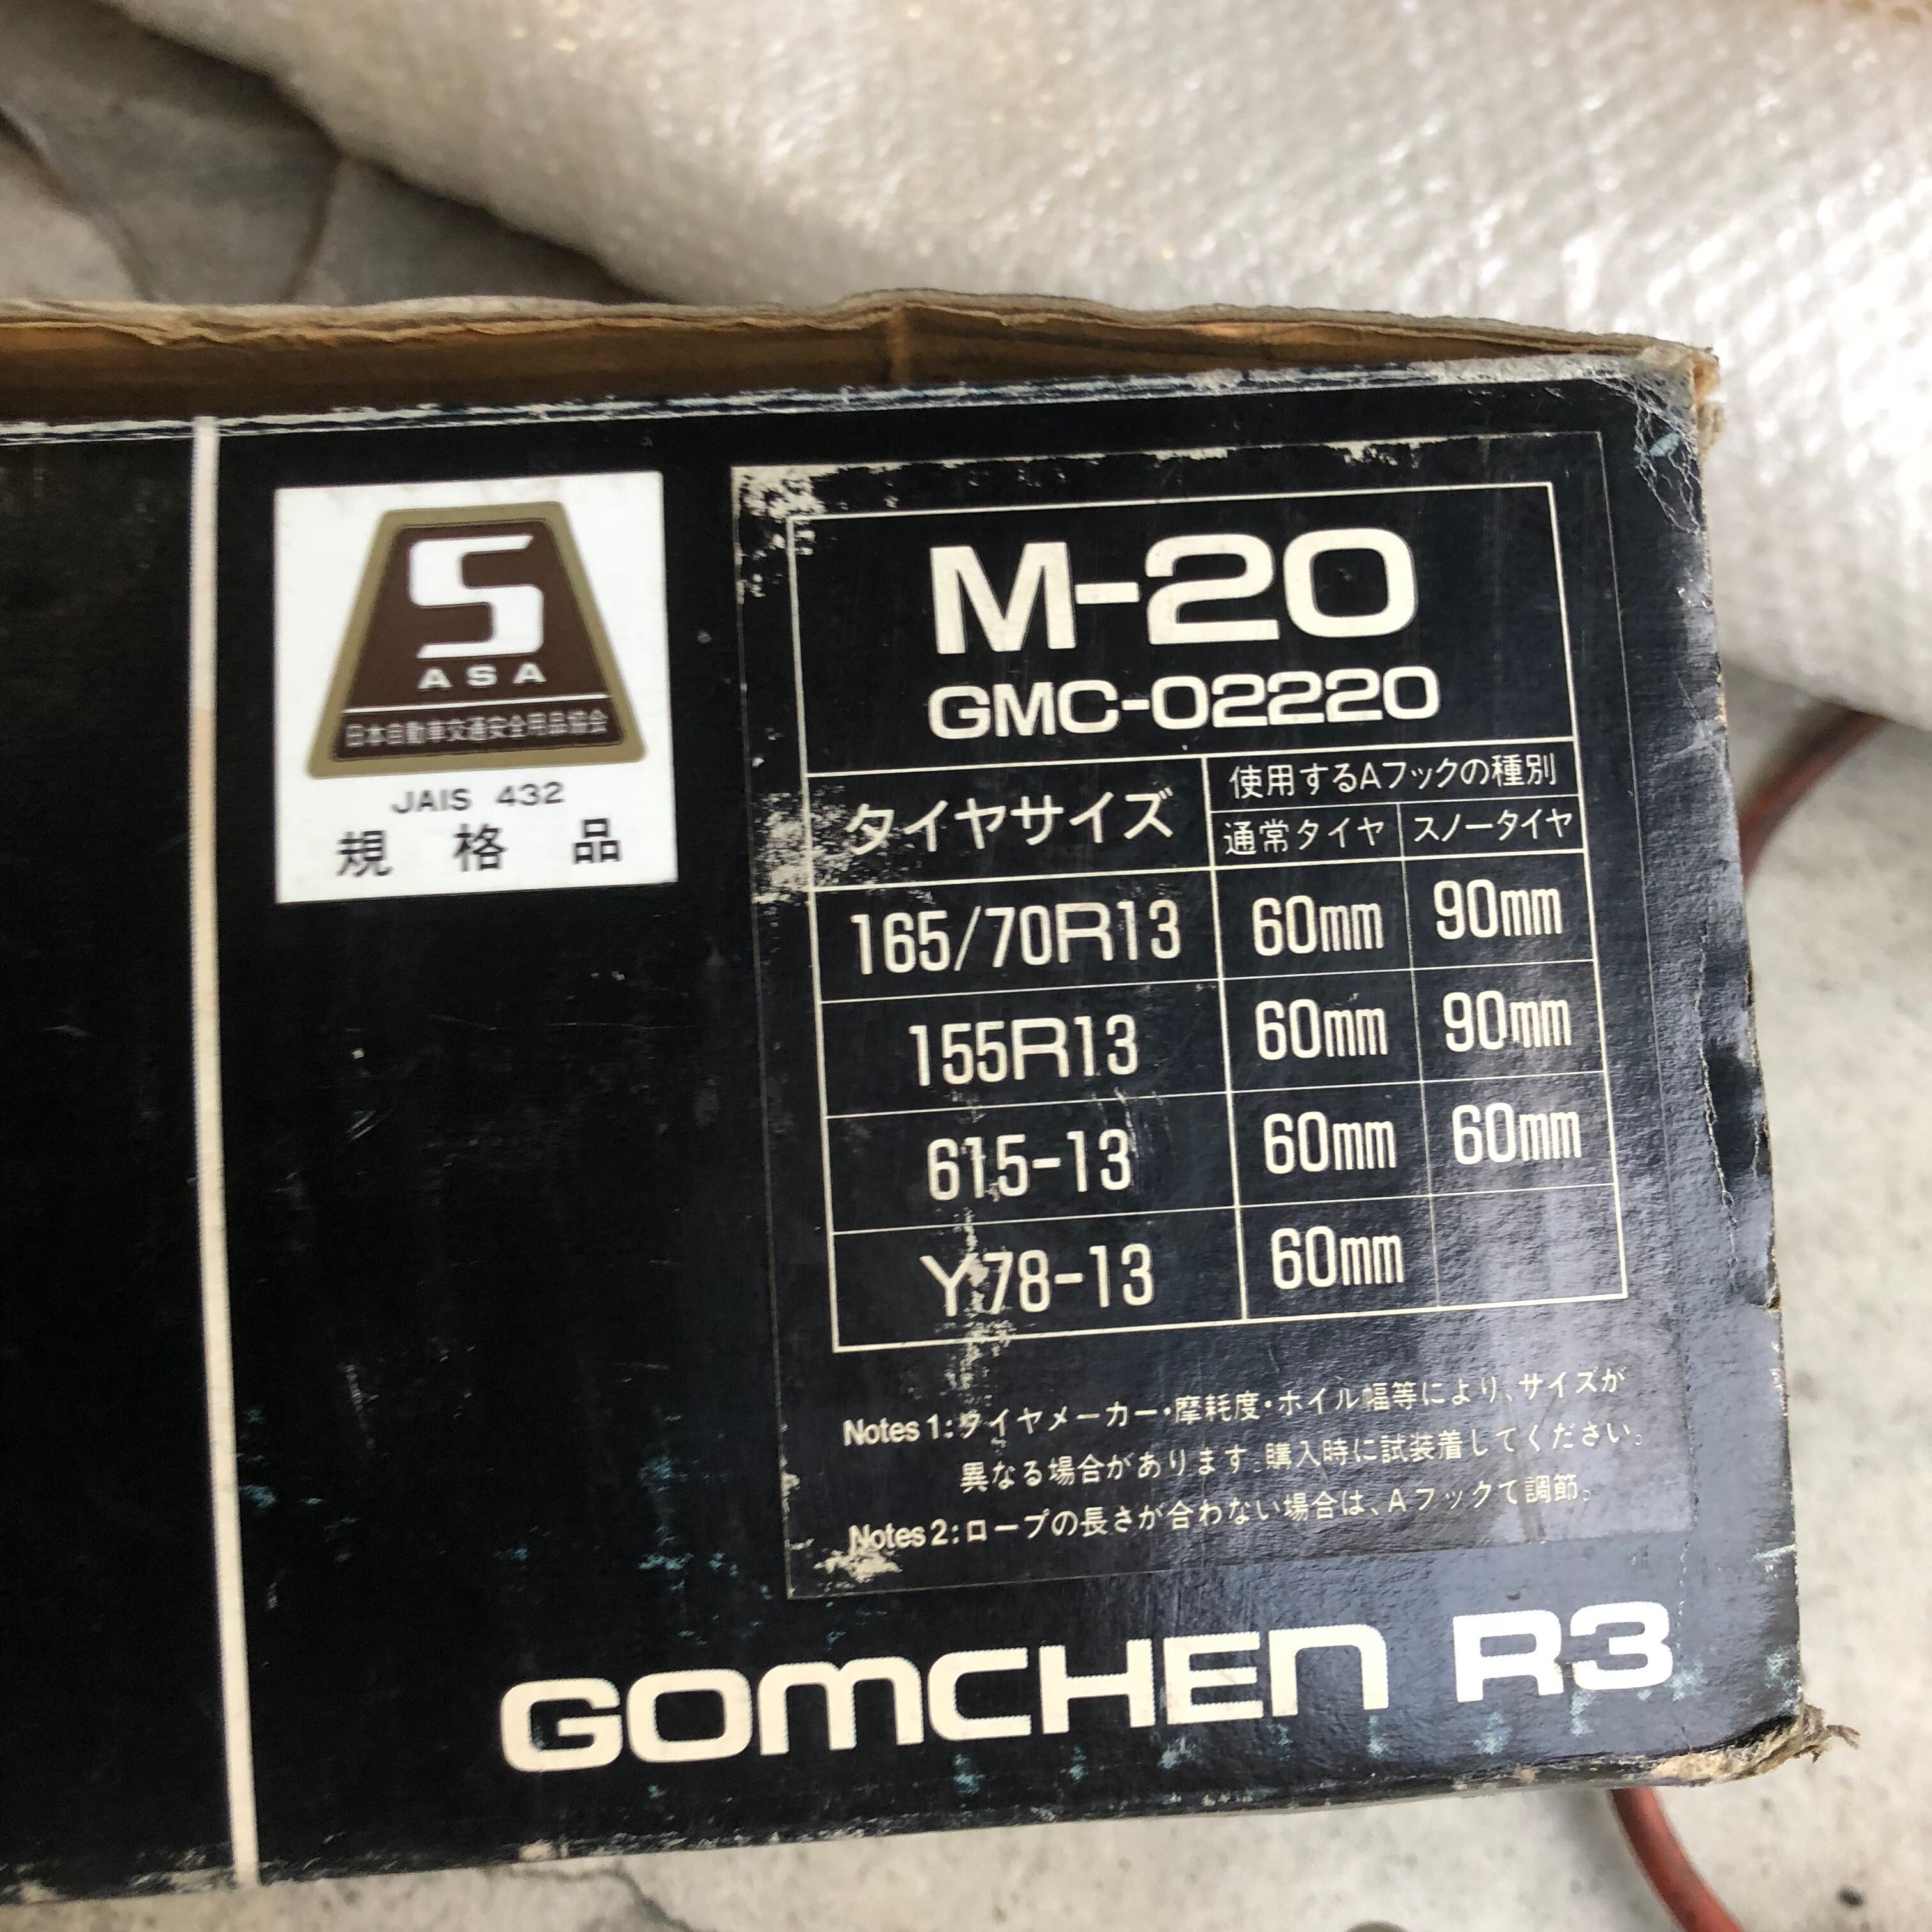 S
ASA
日本自動車交通安全用品協会
JAIS 432
規格品
M-20
GMC-02220
タイヤサイズ
使用するAフックの種別
通常タイヤ スノータイヤ
165/70R13 60mm 90mm
155R13 60mm 90mm
615-13 60mm 60mm
Y78-13 60mm
Notes 1:タイヤメーカー・摩耗度・ホイル幅等により、サイズが
異なる場合があります。購入時に試装着してください。
Notes 2:ロープの長さが合わない場合は、Aフックで調節。
GOMCHEN R3